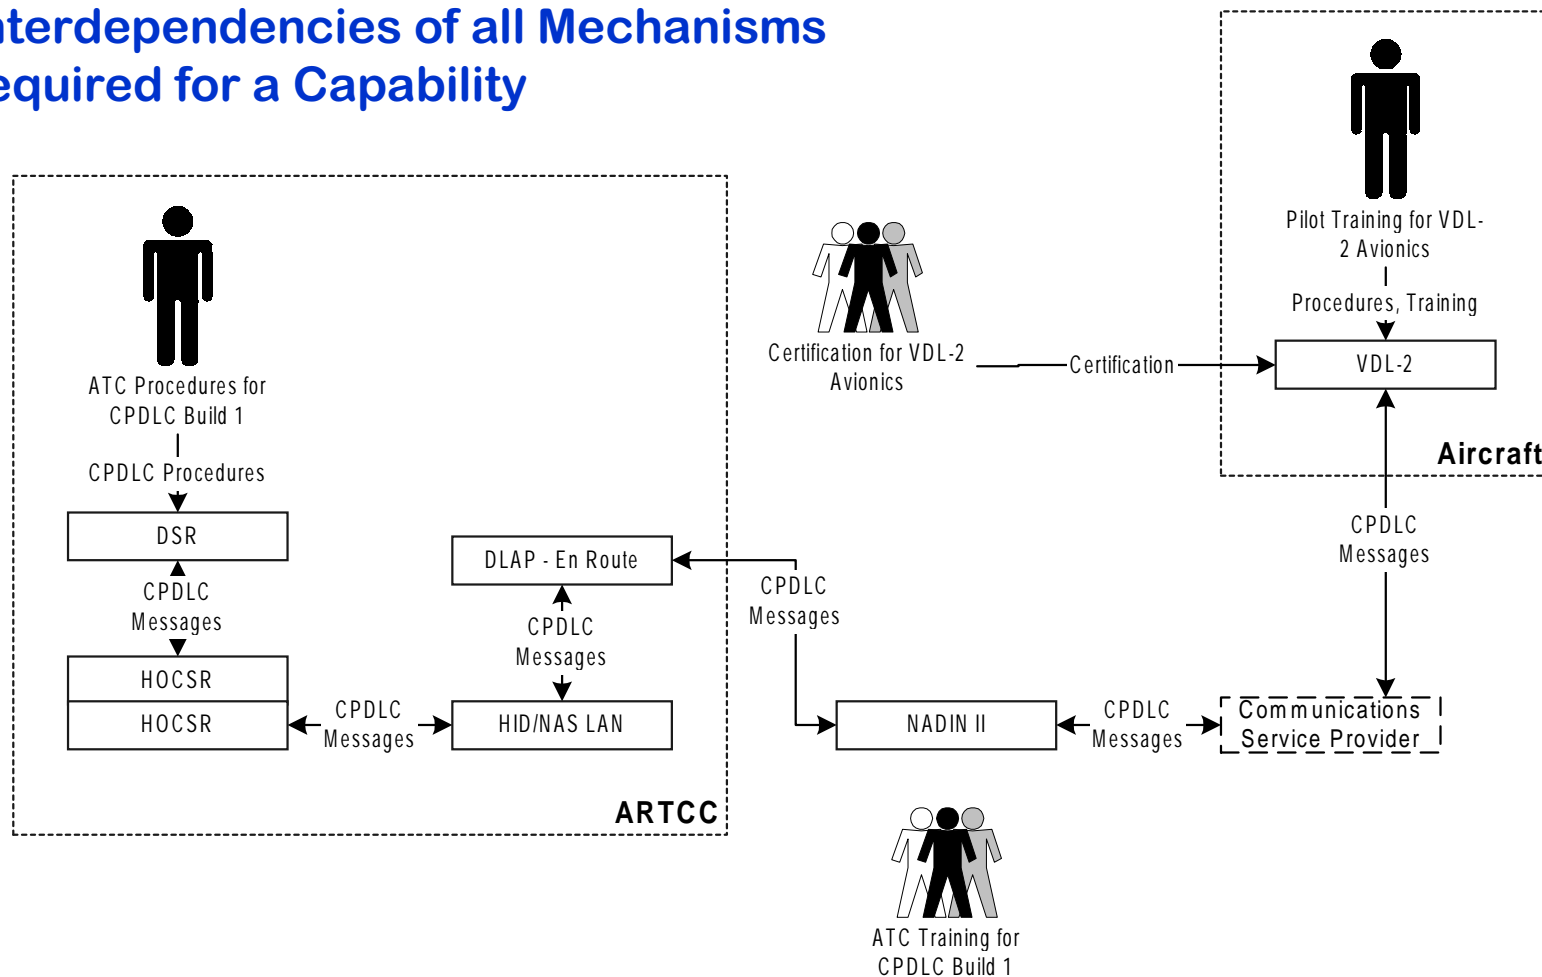 nterdependencies of all Mechanisms
equired for a Capability
Pilot Training for VDL-
2 Avionics
Procedures, Training
VDL-2
Aircraft
Certification for VDL-2
Avionics
Certification
ATC Procedures for
CPDLC Build 1
CPDLC Procedures
DSR
CPDLC
Messages
HOCSR
HOCSR
CPDLC
Messages
DLAP - En Route
CPDLC
Messages
HID/NAS LAN
ARTCC
CPDLC
Messages
NADIN II
CPDLC
Messages
CPDLC
Messages
Communications
Service Provider
ATC Training for
CPDLC Build 1